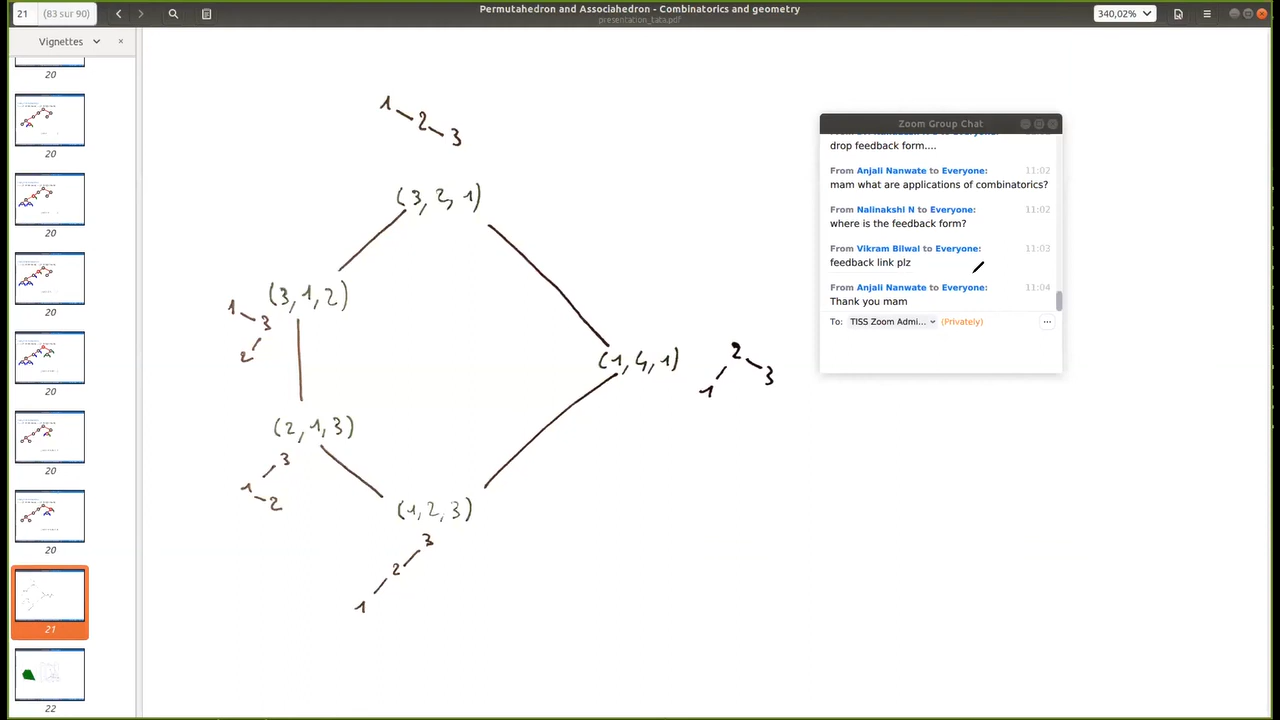 21 (83 sur 90)
Permutahedron and Associahedron - Combinatorics and geometry
presentation_tata.pdf
340,02%
Vignettes
20
20
20
20
20
20
20
21
22
1 2 3
(3, 2, 1)
(3, 1, 2)
1 3
2
(2, 1, 3)
3
1 2
(1, 2, 3)
3
2
1
(1, 4, 1)
2
1 3
Zoom Group Chat
drop feedback form....
From Anjali Nanwate to Everyone: 11:02
mam what are applications of combinatorics?
From Nalinakshi N to Everyone: 11:02
where is the feedback form?
From Vikram Bilwal to Everyone: 11:03
feedback link plz
From Anjali Nanwate to Everyone: 11:04
Thank you mam
To: TISS Zoom Admi... (Privately)